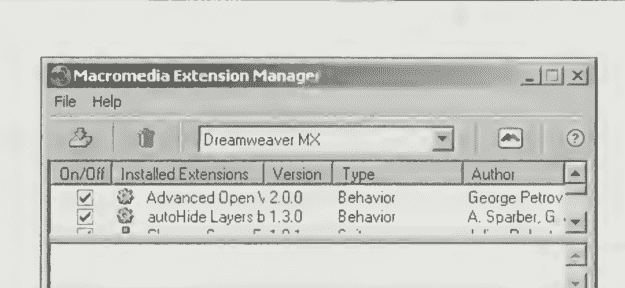 Macromedia Extension Manager
File Help
Dreamweaver MX
On/Off Installed Extensions Version Type Author
Advanced Open 2.0.0 Behavior George Petrov
autoHide Layers b 1.3.0 Behavior A. Sparber, G.